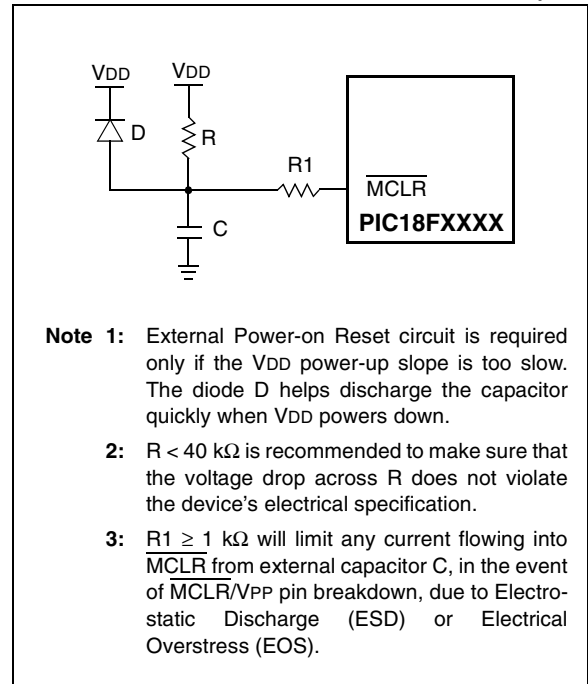 VDD VDD
D R R1
MCLR
PIC18FXXXX
C
Note 1: External Power-on Reset circuit is required
only if the VDD power-up slope is too slow.
The diode D helps discharge the capacitor
quickly when VDD powers down.
2: R < 40 kΩ is recommended to make sure that
the voltage drop across R does not violate
the device's electrical specification.
3: R1 ≥ 1 kΩ will limit any current flowing into
MCLR from external capacitor C, in the event
of MCLR/VPP pin breakdown, due to Electro-
static Discharge (ESD) or Electrical
Overstress (EOS).